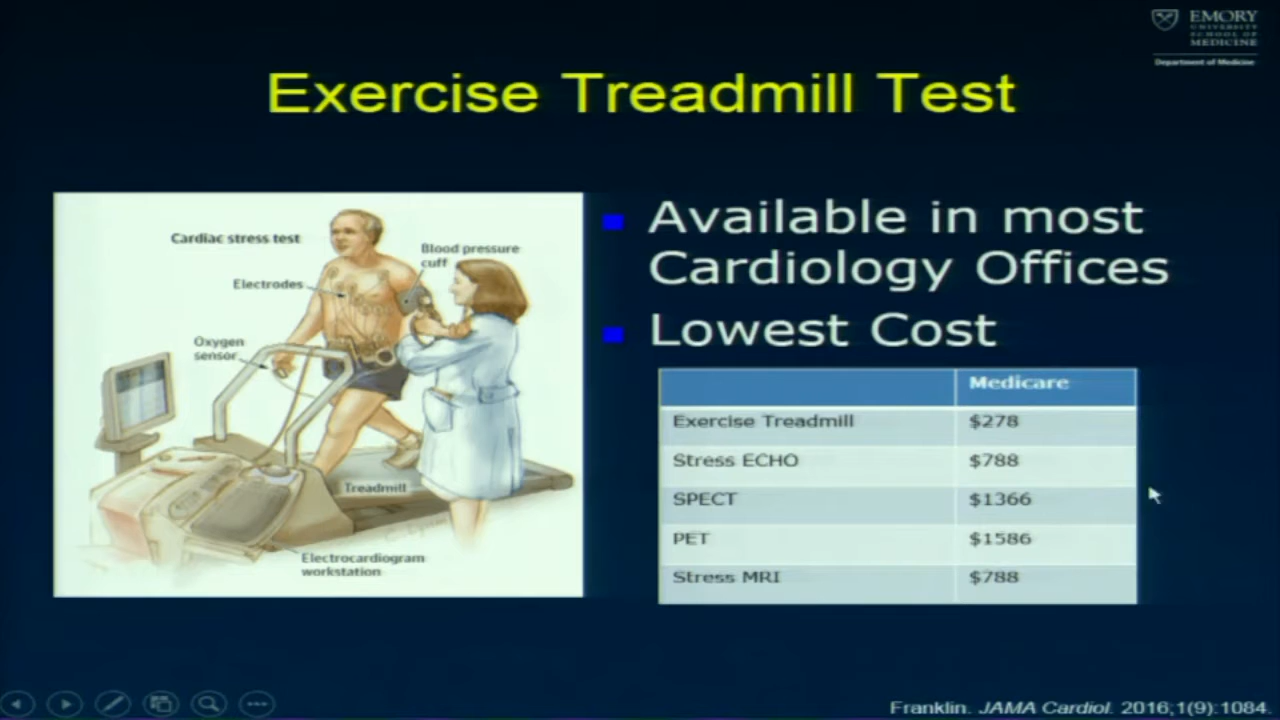 EMORY
UNIVERSITY
SCHOOL OF
MEDICINE
Department of Medicine
Exercise Treadmill Test
Cardiac stress test
Blood pressure
cuff
Electrodes
Oxygen
sensor
Treadmill
Electrocardiogram
workstation
Available in most
Cardiology Offices
Lowest Cost
Medicare
Exercise Treadmill $278
Stress ECHO $788
SPECT $1366
PET $1586
Stress MRI $788
Franklin. JAMA Cardiol. 2016;1(9):1084.